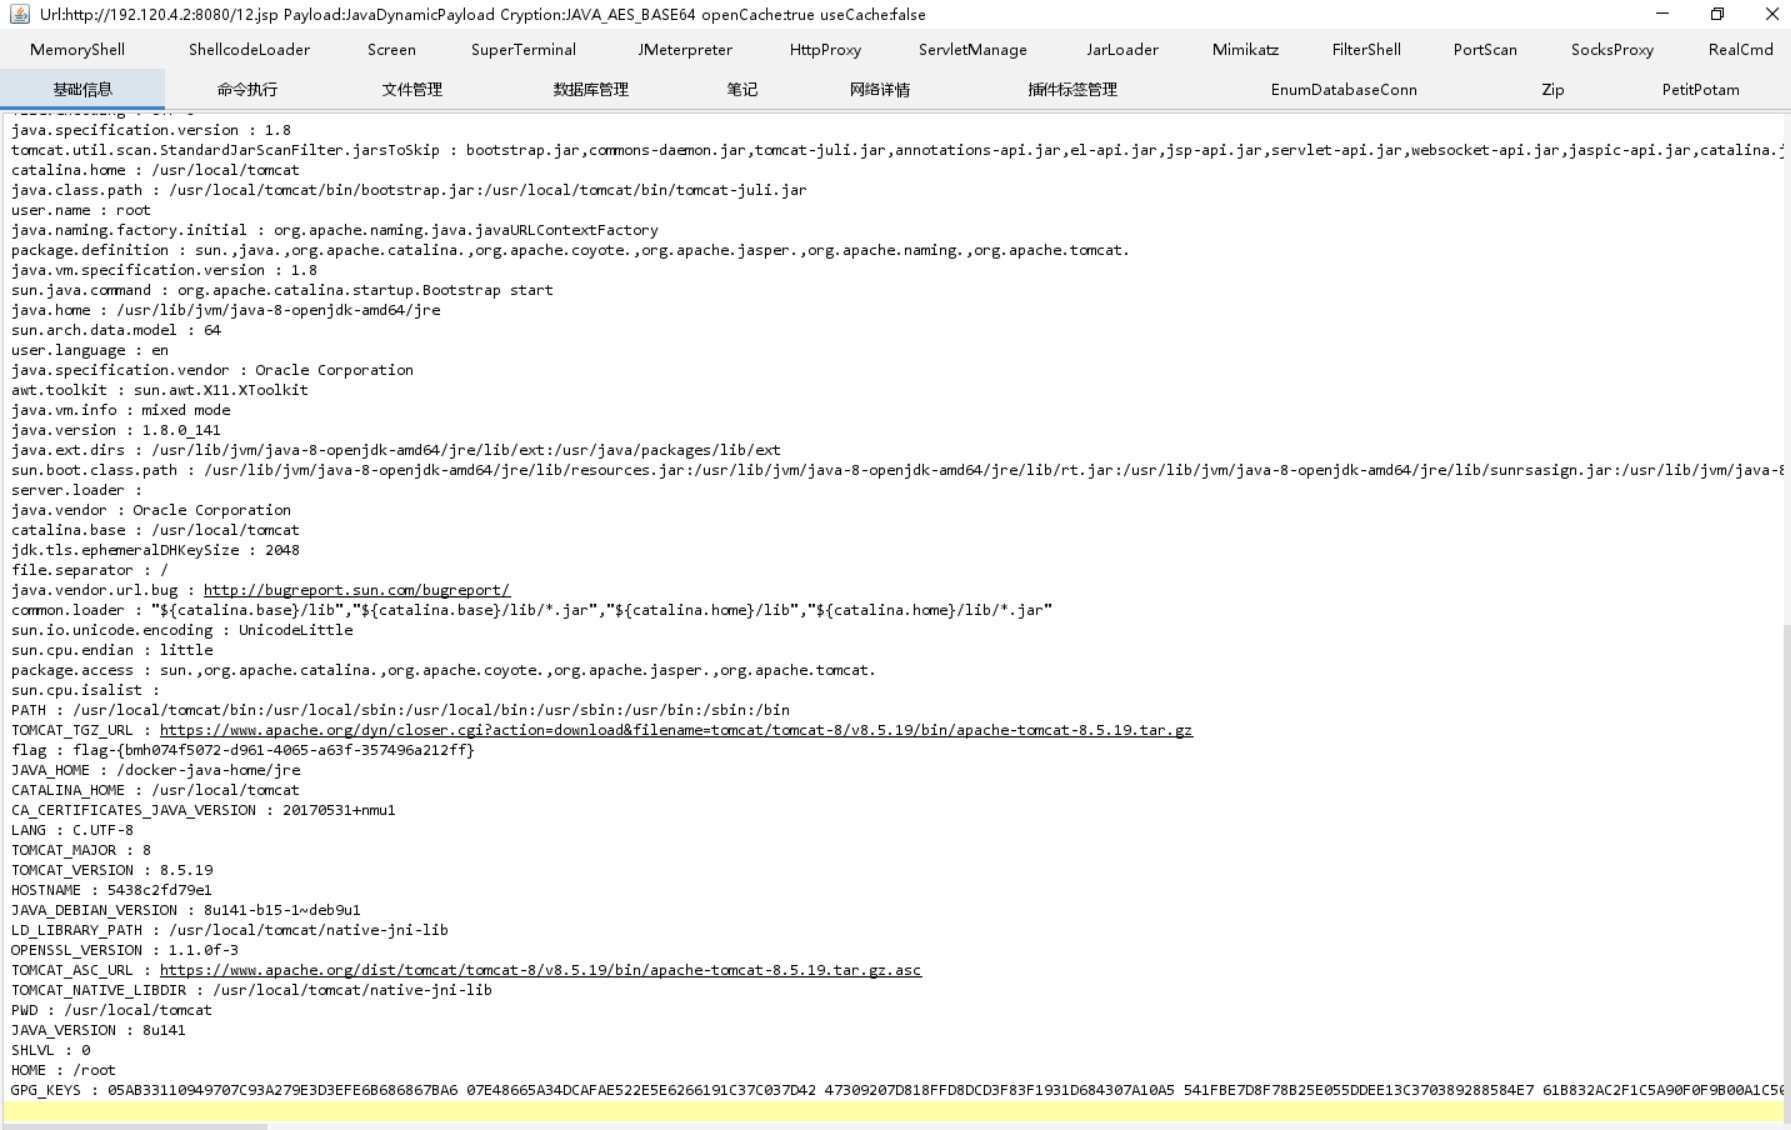 Url:http://192.120.4.2:8080/12.jsp Payload:JavaDynamicPayload Cryption:JAVA_AES_BASE64 openCache:true useCache:false
MemoryShell ShellcodeLoader Screen SuperTerminal JMeterpreter HttpProxy ServletManage JarLoader Mimikatz FilterShell PortScan SocksProxy RealCmd
基础信息 命令执行 文件管理 数据库管理 笔记 网络详情 插件标签管理 EnumDatabaseConn Zip PetitPotam
java.specification.version : 1.8
tomcat.util.scan.StandardJarScanFilter.jarsToSkip : bootstrap.jar,commons-daemon.jar,tomcat-juli.jar,annotations-api.jar,el-api.jar,jsp-api.jar,servlet-api.jar,websocket-api.jar,jaspic-api.jar,catalina.j
catalina.home : /usr/local/tomcat
java.class.path : /usr/local/tomcat/bin/bootstrap.jar:/usr/local/tomcat/bin/tomcat-juli.jar
user.name : root
java.naming.factory.initial : org.apache.naming.java.javaURLContextFactory
package.definition : sun.,java.,org.apache.catalina.,org.apache.coyote.,org.apache.jasper.,org.apache.naming.,org.apache.tomcat.
java.vm.specification.version : 1.8
sun.java.command : org.apache.catalina.startup.Bootstrap start
java.home : /usr/lib/jvm/java-8-openjdk-amd64/jre
sun.arch.data.model : 64
user.language : en
java.specification.vendor : Oracle Corporation
awt.toolkit : sun.awt.X11.XToolkit
java.vm.info : mixed mode
java.version : 1.8.0_141
java.ext.dirs : /usr/lib/jvm/java-8-openjdk-amd64/jre/lib/ext:/usr/java/packages/lib/ext
sun.boot.class.path : /usr/lib/jvm/java-8-openjdk-amd64/jre/lib/resources.jar:/usr/lib/jvm/java-8-openjdk-amd64/jre/lib/rt.jar:/usr/lib/jvm/java-8-openjdk-amd64/jre/lib/sunrsasign.jar:/usr/lib/jvm/java-8
server.loader :
java.vendor : Oracle Corporation
catalina.base : /usr/local/tomcat
jdk.tls.ephemeralDHKeySize : 2048
file.separator : /
java.vendor.url.bug : http://bugreport.sun.com/bugreport/
common.loader : "${catalina.base}/lib","${catalina.base}/lib/*.jar","${catalina.home}/lib","${catalina.home}/lib/*.jar"
sun.io.unicode.encoding : UnicodeLittle
sun.cpu.endian : little
package.access : sun.,org.apache.catalina.,org.apache.coyote.,org.apache.jasper.,org.apache.tomcat.
sun.cpu.isalist :
PATH : /usr/local/tomcat/bin:/usr/local/sbin:/usr/local/bin:/usr/sbin:/usr/bin:/sbin:/bin
TOMCAT_TGZ_URL : https://www.apache.org/dyn/closer.cgi?action=download&filename=tomcat/tomcat-8/v8.5.19/bin/apache-tomcat-8.5.19.tar.gz
flag : flag-{bmh074f5072-d961-4065-a63f-357496a212ff}
JAVA_HOME : /docker-java-home/jre
CATALINA_HOME : /usr/local/tomcat
CA_CERTIFICATES_JAVA_VERSION : 20170531+nmu1
LANG : C.UTF-8
TOMCAT_MAJOR : 8
TOMCAT_VERSION : 8.5.19
HOSTNAME : 5438c2fd79e1
JAVA_DEBIAN_VERSION : 8u141-b15-1~deb9u1
LD_LIBRARY_PATH : /usr/local/tomcat/native-jni-lib
OPENSSL_VERSION : 1.1.0f-3
TOMCAT_ASC_URL : https://www.apache.org/dist/tomcat/tomcat-8/v8.5.19/bin/apache-tomcat-8.5.19.tar.gz.asc
TOMCAT_NATIVE_LIBDIR : /usr/local/tomcat/native-jni-lib
PWD : /usr/local/tomcat
JAVA_VERSION : 8u141
SHLVL : 0
HOME : /root
GPG_KEYS : 05AB33110949707C93A279E3D3EFE6B686867BA6 07E48665A34DCAFAE522E5E6266191C37C037D42 47309207D818FFD8DCD3F83F1931D684307A10A5 541FBE7D8F78B25E055DDEE13C370389288584E7 61B832AC2F1C5A90F0F9B00A1C50